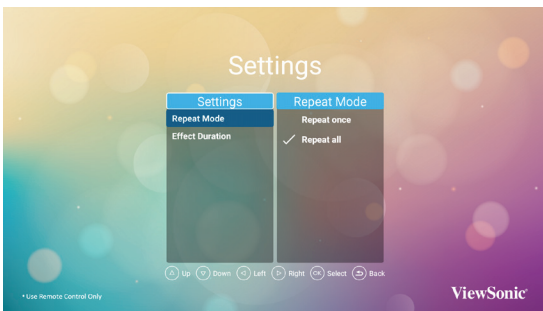 Settings
Settings
Repeat Mode
Effect Duration
Repeat Mode
Repeat once
Repeat all
Up Down Left Right OK Select Back
* Use Remote Control Only
ViewSonic®